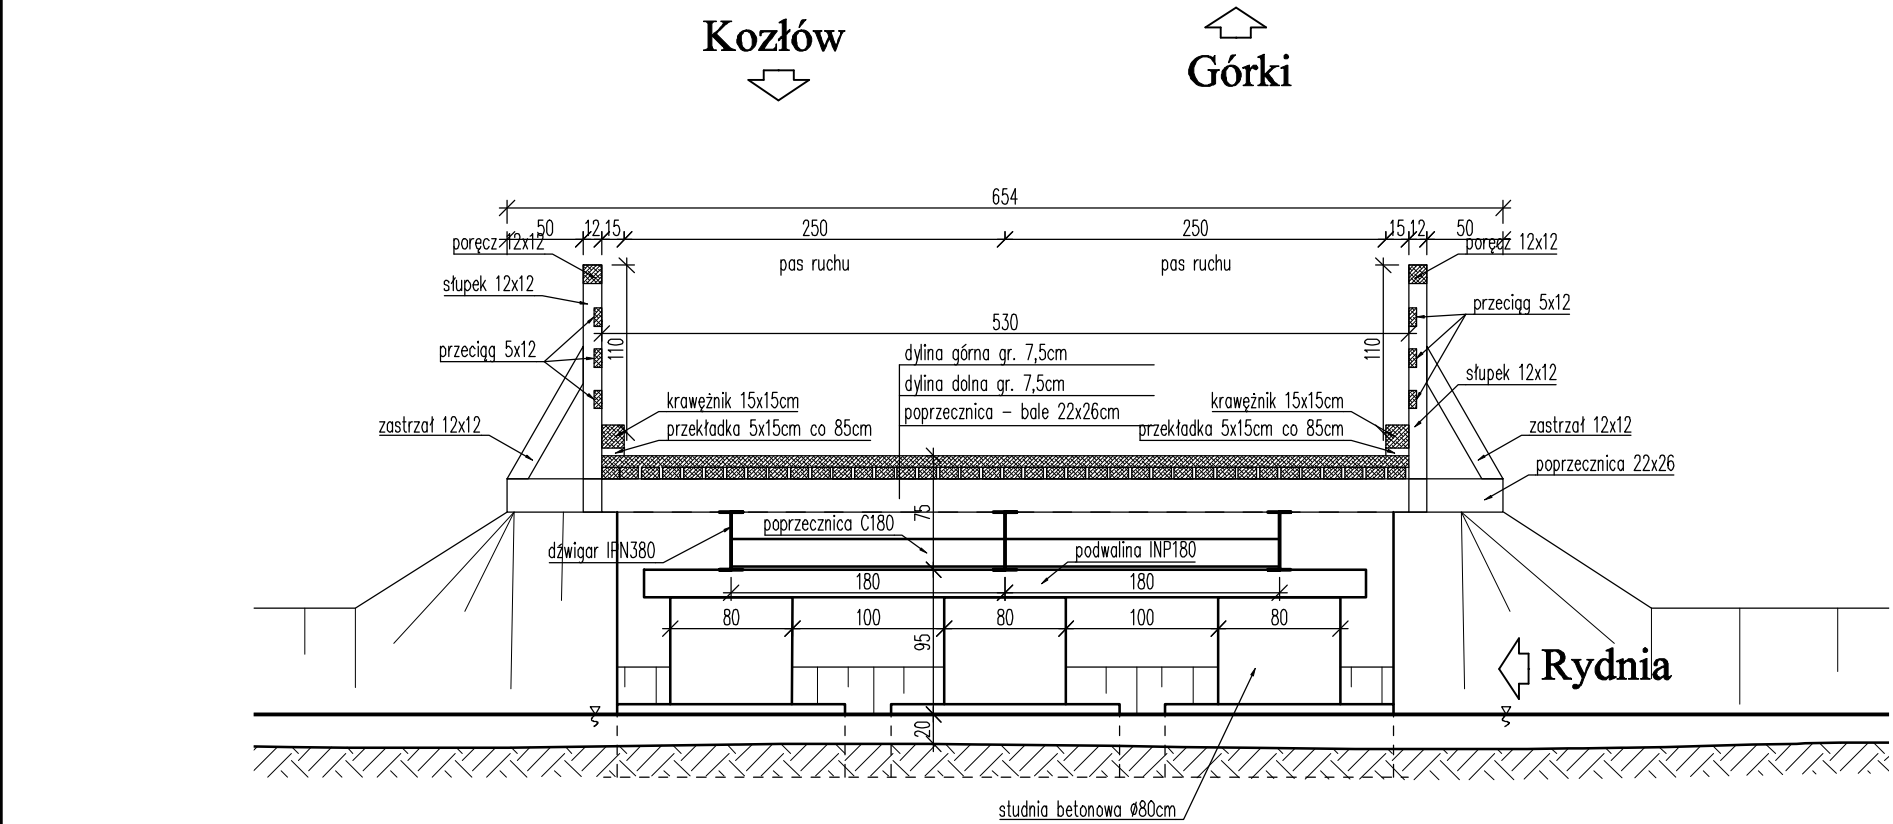 Kozłów
Górki
654
50 12 15 250 250 15 12 50
poręcz 12x12
poręcz 12x12
pas ruchu
pas ruchu
słupek 12x12
przeciąg 5x12
530
110
110
przeciąg 5x12
dylina górna gr. 7,5cm
dylina dolna gr. 7,5cm
poprzecznica – bale 22x26cm
słupek 12x12
krawężnik 15x15cm
krawężnik 15x15cm
zastrzał 12x12
przekładka 5x15cm co 85cm
przekładka 5x15cm co 85cm
zastrzał 12x12
poprzecznica 22x26
75
poprzecznica C180
dźwigar IPN380
podwalina INP180
180 180
80 100 80 100 80
95
Rydnia
20
studnia betonowa Ø80cm